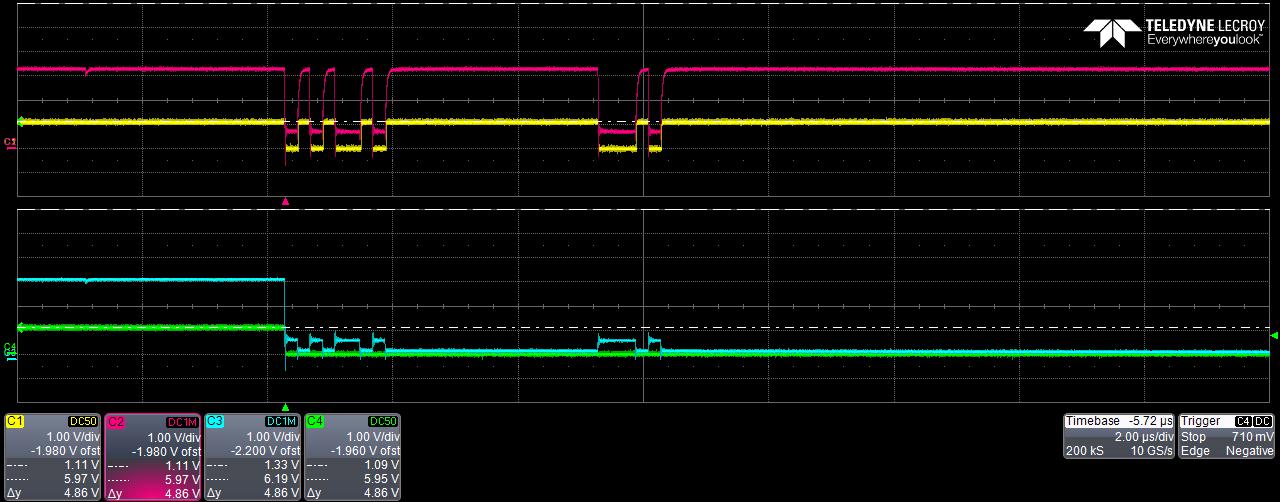 TELEDYNE LECROY
Everywhereyoulook™
C1 DC50
1.00 V/div
-1.980 V ofst
1.11 V
5.97 V
Δy 4.86 V
C2 DC1M
1.00 V/div
-1.980 V ofst
1.11 V
5.97 V
Δy 4.86 V
C3 DC1M
1.00 V/div
-2.200 V ofst
1.33 V
6.19 V
Δy 4.86 V
C4 DC50
1.00 V/div
-1.960 V ofst
1.09 V
5.95 V
Δy 4.86 V
Timebase -5.72 µs
2.00 µs/div
200 kS 10 GS/s
Trigger C4 DC
Stop 710 mV
Edge Negative